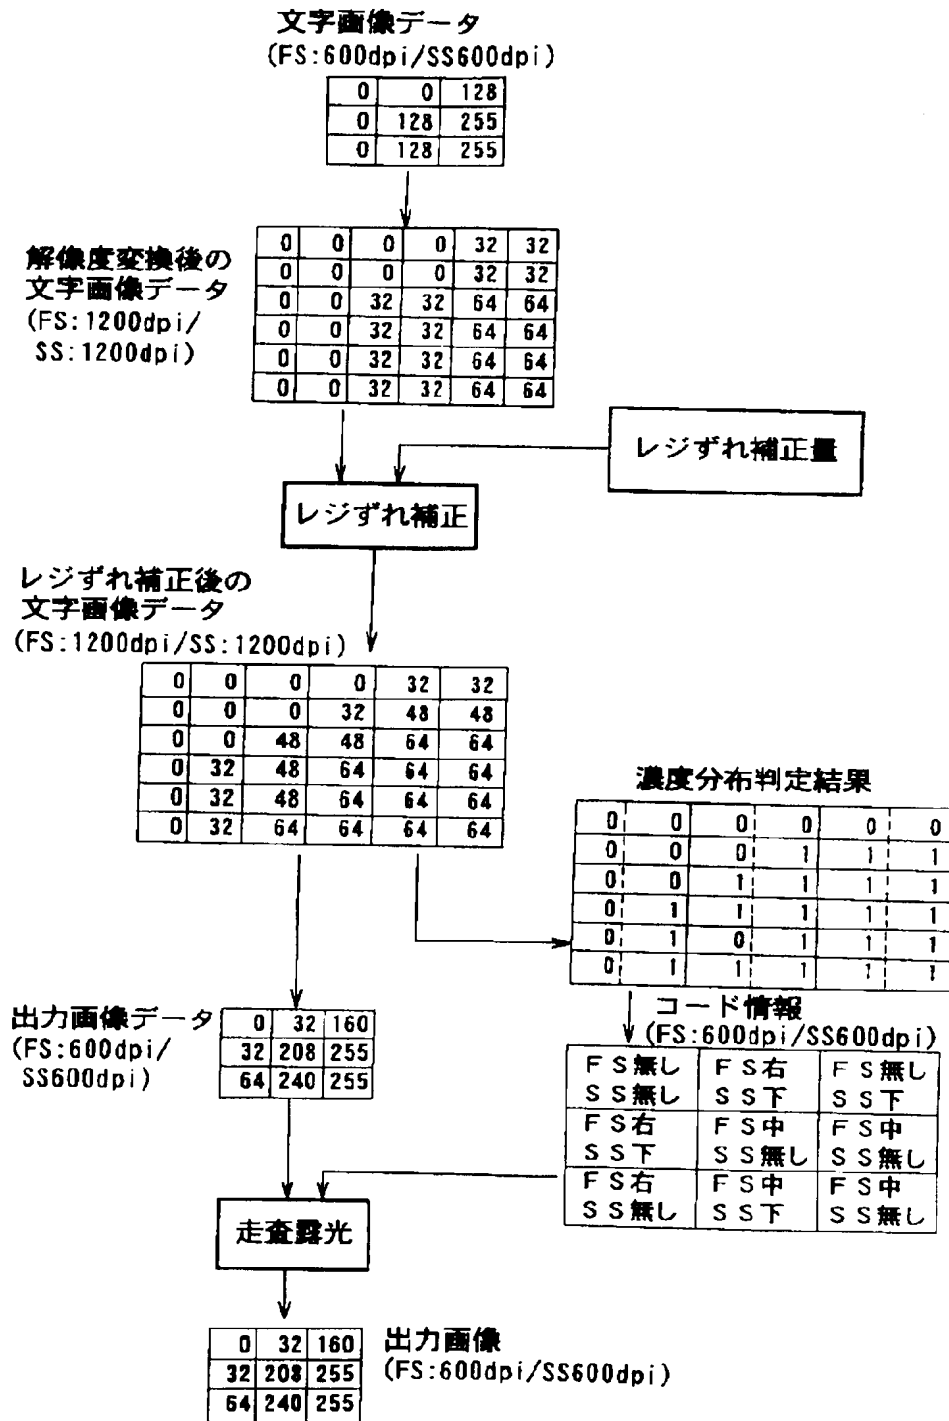 文字画像データ
(FS:600dpi/SS600dpi)
0 0 128
0 128 255
0 128 255
解像度変換後の
文字画像データ
(FS:1200dpi/
SS:1200dpi)
0 0 0 0 32 32
0 0 0 0 32 32
0 0 32 32 64 64
0 0 32 32 64 64
0 0 32 32 64 64
0 0 32 32 64 64
レジずれ補正量
レジずれ補正
レジずれ補正後の
文字画像データ
(FS:1200dpi/SS:1200dpi)
0 0 0 0 32 32
0 0 0 32 48 48
0 0 48 48 64 64
0 32 48 64 64 64
0 32 48 64 64 64
0 32 64 64 64 64
濃度分布判定結果
0 0 0 0 0 0
0 0 0 1 1 1
0 0 1 1 1 1
0 1 1 1 1 1
0 1 0 1 1 1
0 1 1 1 1 1
出力画像データ
(FS:600dpi/
SS600dpi)
0 32 160
32 208 255
64 240 255
コード情報
(FS:600dpi/SS600dpi)
FS無し FS右 FS無し
SS無し SS下 SS下
FS右 FS中 FS中
SS下 SS無し SS無し
FS右 FS中 FS中
SS無し SS下 SS無し
走査露光
出力画像
(FS:600dpi/SS600dpi)
0 32 160
32 208 255
64 240 255